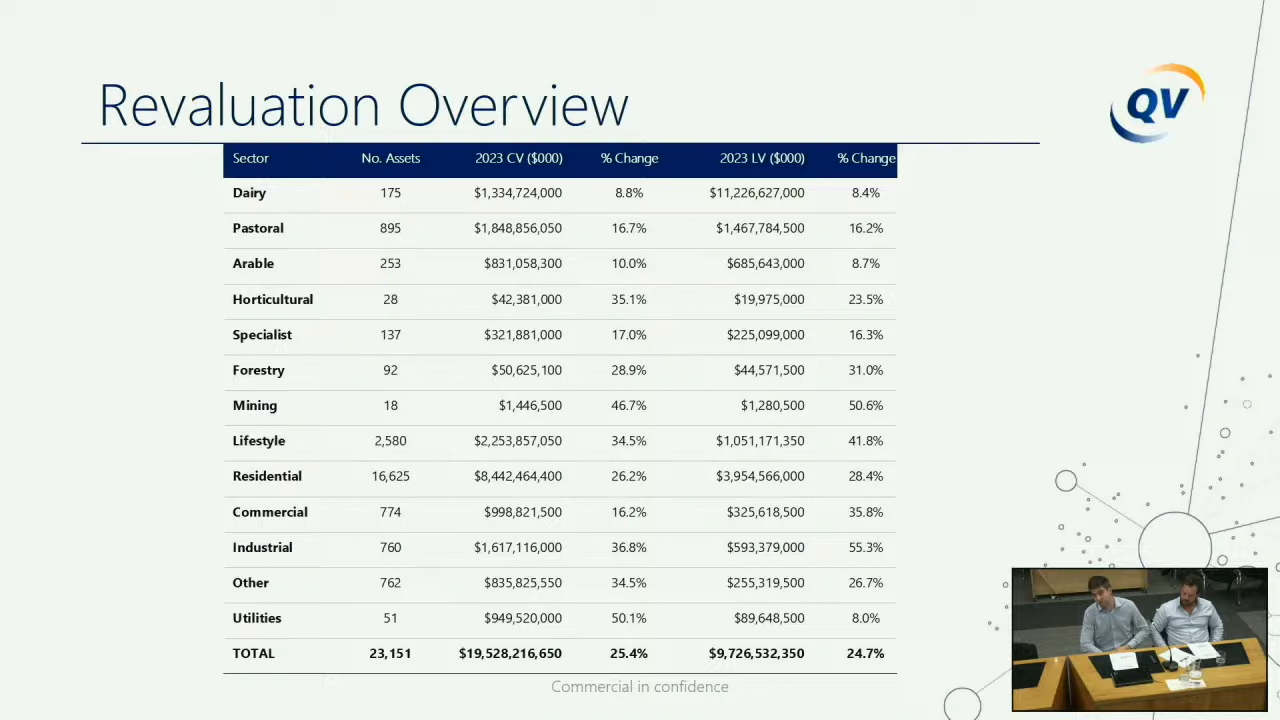 Revaluation Overview
QV
Sector No. Assets 2023 CV ($000) % Change 2023 LV ($000) % Change
Dairy 175 $1,334,724,000 8.8% $11,226,627,000 8.4%
Pastoral 895 $1,848,856,050 16.7% $1,467,784,500 16.2%
Arable 253 $831,058,300 10.0% $685,643,000 8.7%
Horticultural 28 $42,381,000 35.1% $19,975,000 23.5%
Specialist 137 $321,881,000 17.0% $225,099,000 16.3%
Forestry 92 $50,625,100 28.9% $44,571,500 31.0%
Mining 18 $1,446,500 46.7% $1,280,500 50.6%
Lifestyle 2,580 $2,253,857,050 34.5% $1,051,171,350 41.8%
Residential 16,625 $8,442,464,400 26.2% $3,954,566,000 28.4%
Commercial 774 $998,821,500 16.2% $325,618,500 35.8%
Industrial 760 $1,617,116,000 36.8% $593,379,000 55.3%
Other 762 $835,825,550 34.5% $255,319,500 26.7%
Utilities 51 $949,520,000 50.1% $89,648,500 8.0%
TOTAL 23,151 $19,528,216,650 25.4% $9,726,532,350 24.7%
Commercial in confidence